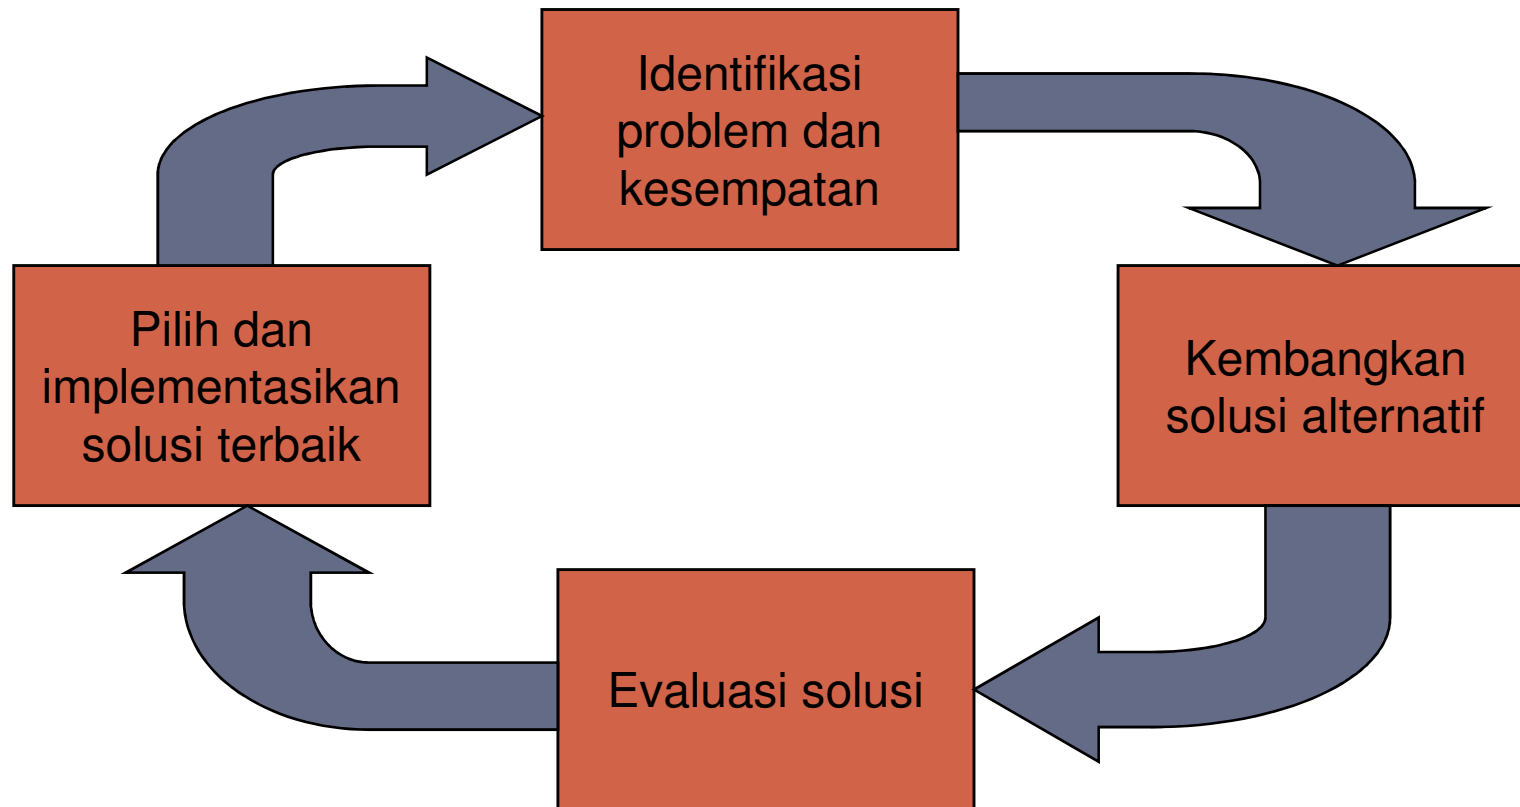 Identifikasi
problem dan
kesempatan
Pilih dan
implementasikan
solusi terbaik
Kembangkan
solusi alternatif
Evaluasi solusi